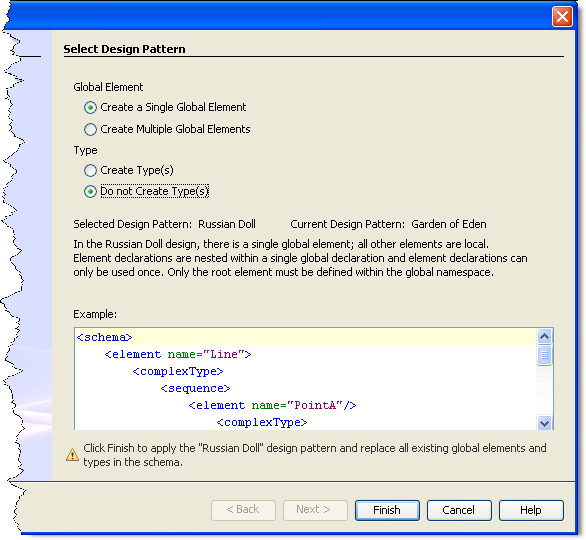 Select Design Pattern
Global Element
Create a Single Global Element
Create Multiple Global Elements
Type
Create Type(s)
Do not Create Type(s)
Selected Design Pattern: Russian Doll Current Design Pattern: Garden of Eden
In the Russian Doll design, there is a single global element; all other elements are local.
Element declarations are nested within a single global declaration and element declarations can
only be used once. Only the root element must be defined within the global namespace.
Example:
<schema>
<element name="Line">
<complexType>
<sequence>
<element name="PointA"/>
<complexType>
Click Finish to apply the "Russian Doll" design pattern and replace all existing global elements and
types in the schema.
< Back Next > Finish Cancel Help